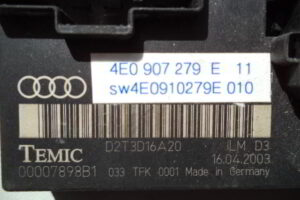 4E0 907 279 E 11
sw4E0910279E 010
D2T3D16A20 ILM D3
TEMIC 16.04.2003
00007898B1 033 TFK 0001 Made in Germany